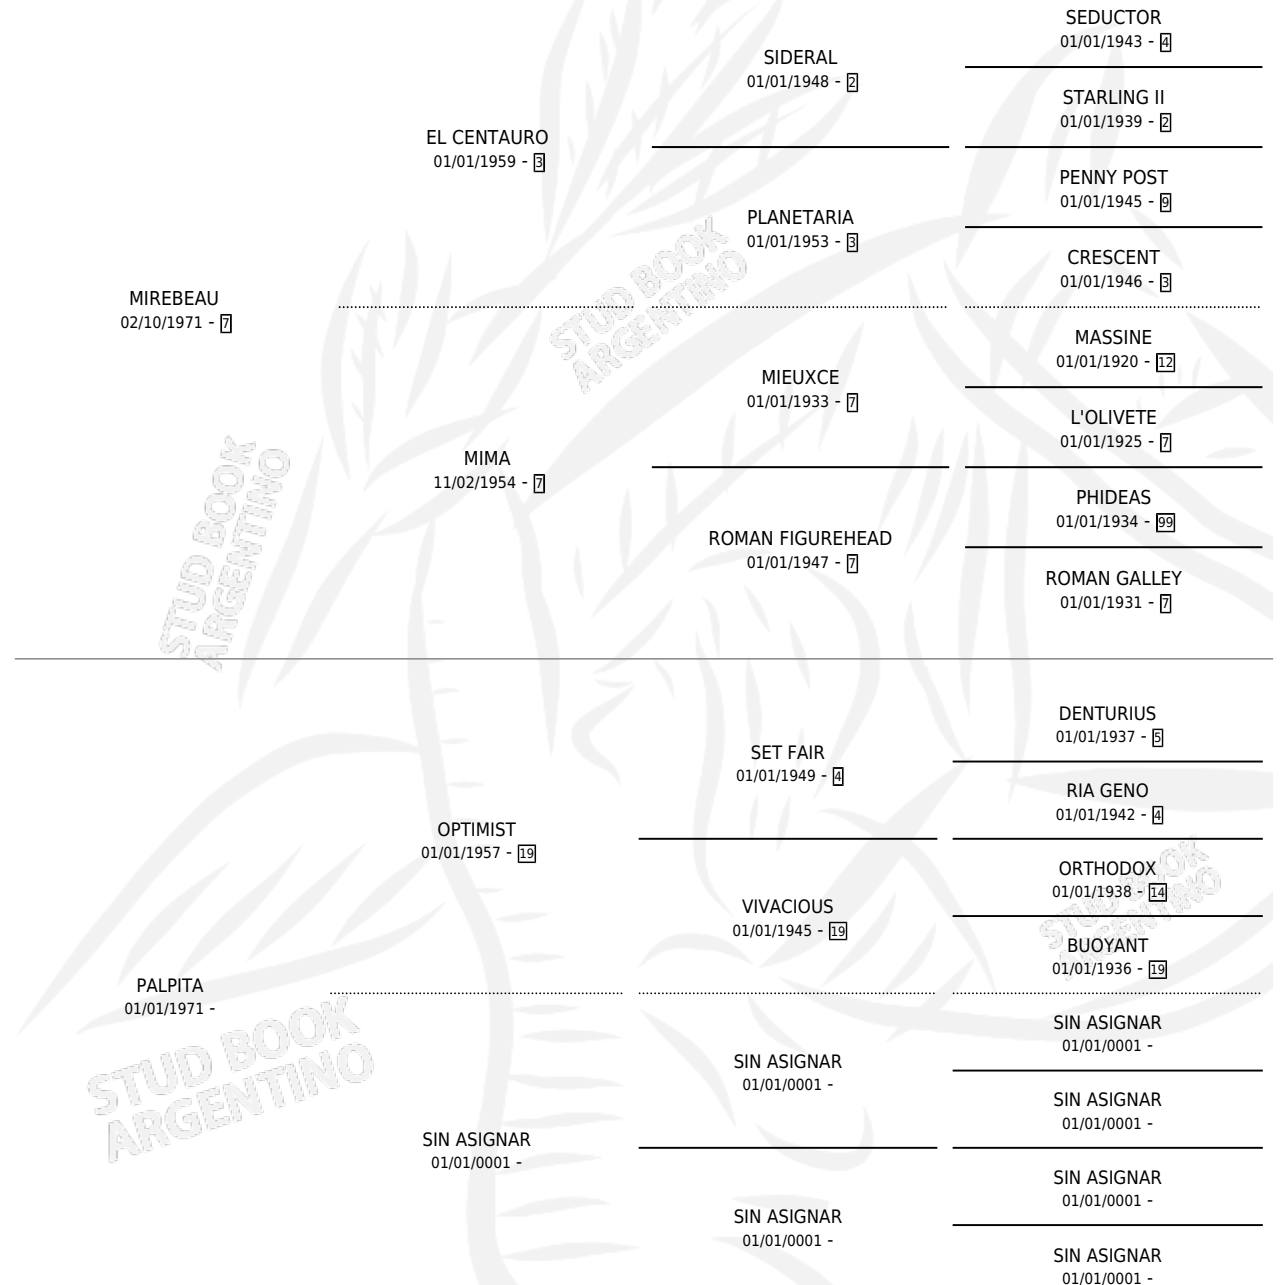 SEDUCTOR
01/01/1943 - 4
SIDERAL
01/01/1948 - 2
STARLING II
01/01/1939 - 2
EL CENTAURO
01/01/1959 - 3
PENNY POST
01/01/1945 - 9
PLANETARIA
01/01/1953 - 3
CRESCENT
01/01/1946 - 3
MIREBEAU
02/10/1971 - 7
MASSINE
01/01/1920 - 12
MIEUXCE
01/01/1933 - 7
L'OLIVETE
01/01/1925 - 7
MIMA
11/02/1954 - 7
PHIDEAS
01/01/1934 - 99
ROMAN FIGUREHEAD
01/01/1947 - 7
ROMAN GALLEY
01/01/1931 - 7
STUD BOOK
ARGENTINO
STUD BOOK
ARGENTINO
DENTURIUS
01/01/1937 - 5
SET FAIR
01/01/1949 - 4
RIA GENO
01/01/1942 - 4
OPTIMIST
01/01/1957 - 19
ORTHODOX
01/01/1938 - 14
VIVACIOUS
01/01/1945 - 19
BUOYANT
01/01/1936 - 19
STUD BOOK
ARGENTINO
PALPITA
01/01/1971 -
SIN ASIGNAR
01/01/0001 -
SIN ASIGNAR
01/01/0001 -
SIN ASIGNAR
01/01/0001 -
SIN ASIGNAR
01/01/0001 -
SIN ASIGNAR
01/01/0001 -
SIN ASIGNAR
01/01/0001 -
SIN ASIGNAR
01/01/0001 -
STUD BOOK
ARGENTINO